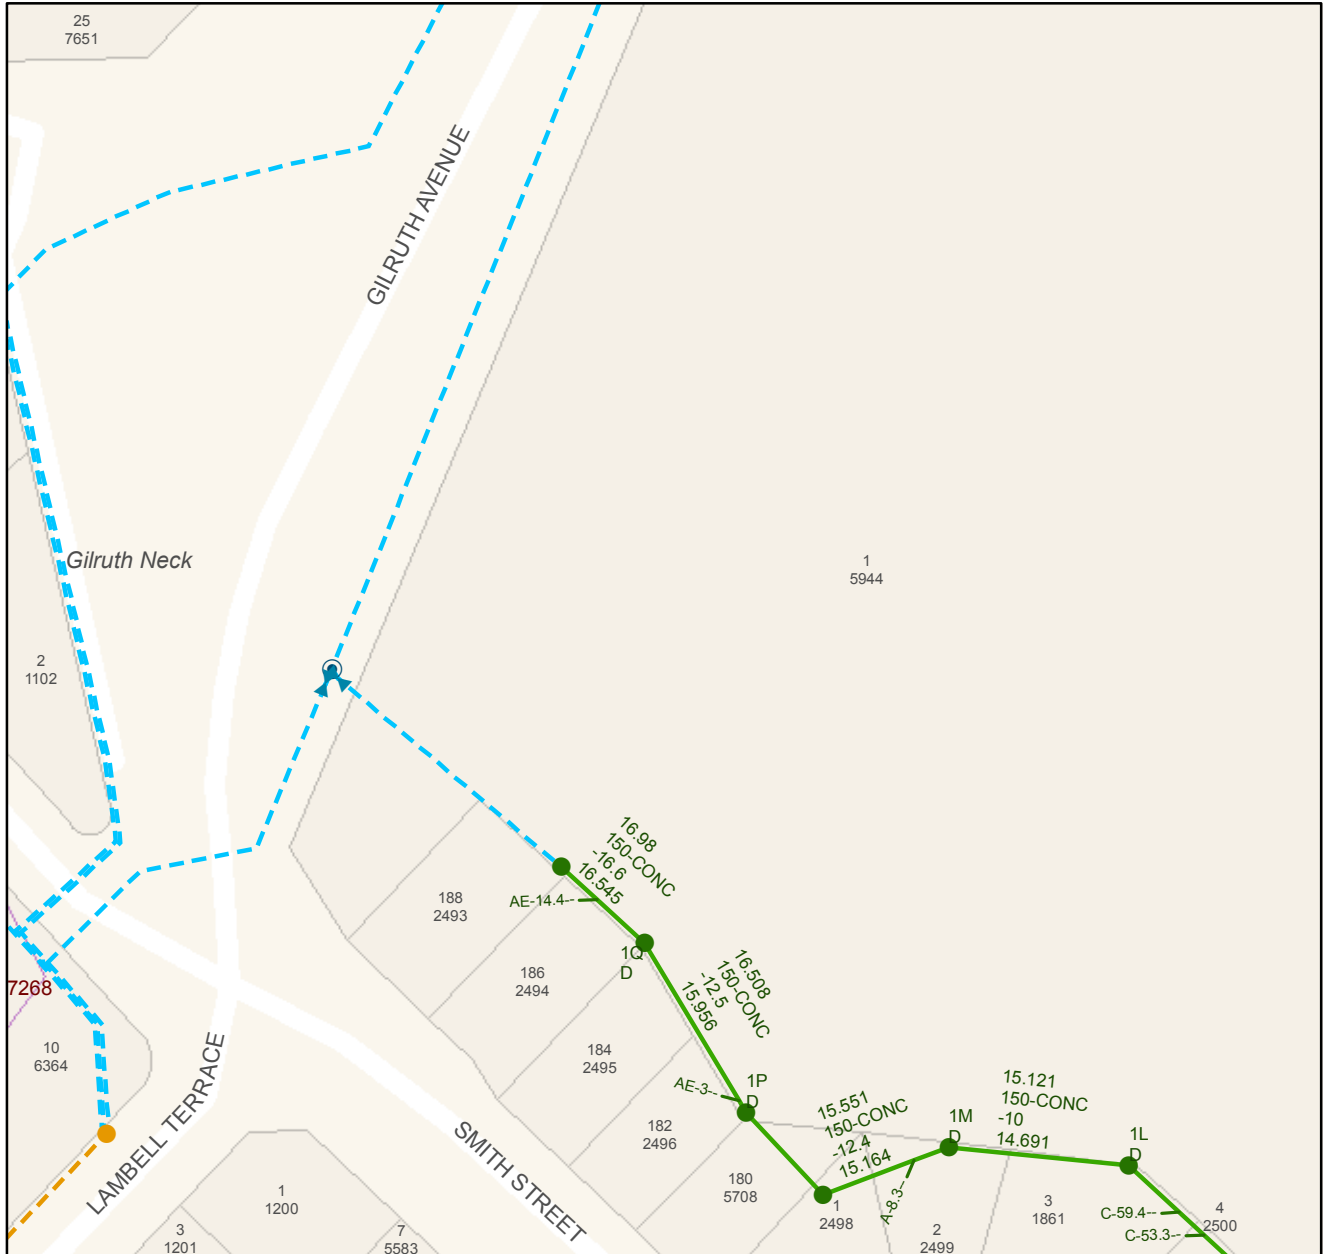 25
7651
GILRUTH AVENUE
Gilruth Neck
1
5944
2
1102
16.98
150-CONC
-16.6
16.545
AE-14.4--
188
2493
1Q
D
16.508
150-CONC
-12.5
15.956
186
2494
7268
10
6364
184
2495
AE-3--
1P
D
LAMBELL TERRACE
SMITH STREET
182
2496
15.551
150-CONC
-12.4
15.164
1M
D
15.121
150-CONC
-10
14.691
1L
D
180
5708
1
2498
A-8.3--
2
2499
3
1861
C-59.4--
C-53.3--
4
2500
1
1200
3
1201
7
5583